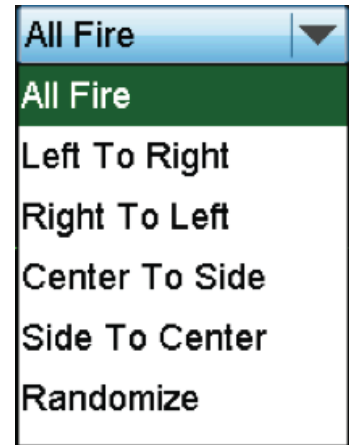 All Fire
All Fire
Left To Right
Right To Left
Center To Side
Side To Center
Randomize